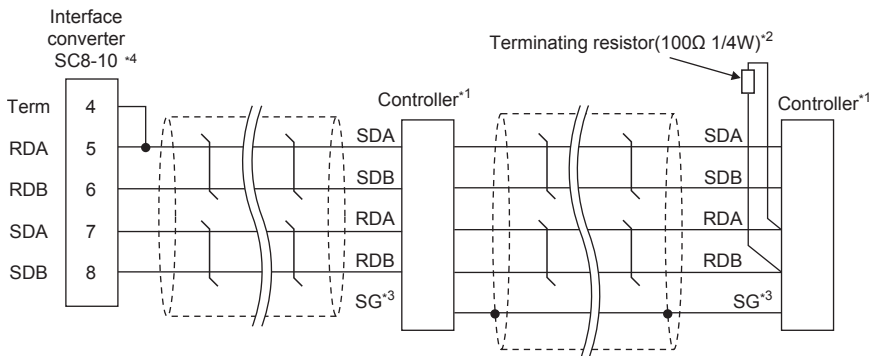 Interface
converter
SC8-10 *4
Terminating resistor(100Ω 1/4W)*2
Controller*1
Controller*1
Term 4
RDA 5 SDA SDA
RDB 6 SDB SDB
SDA 7 RDA RDA
SDB 8 RDB RDB
SG*3 SG*3